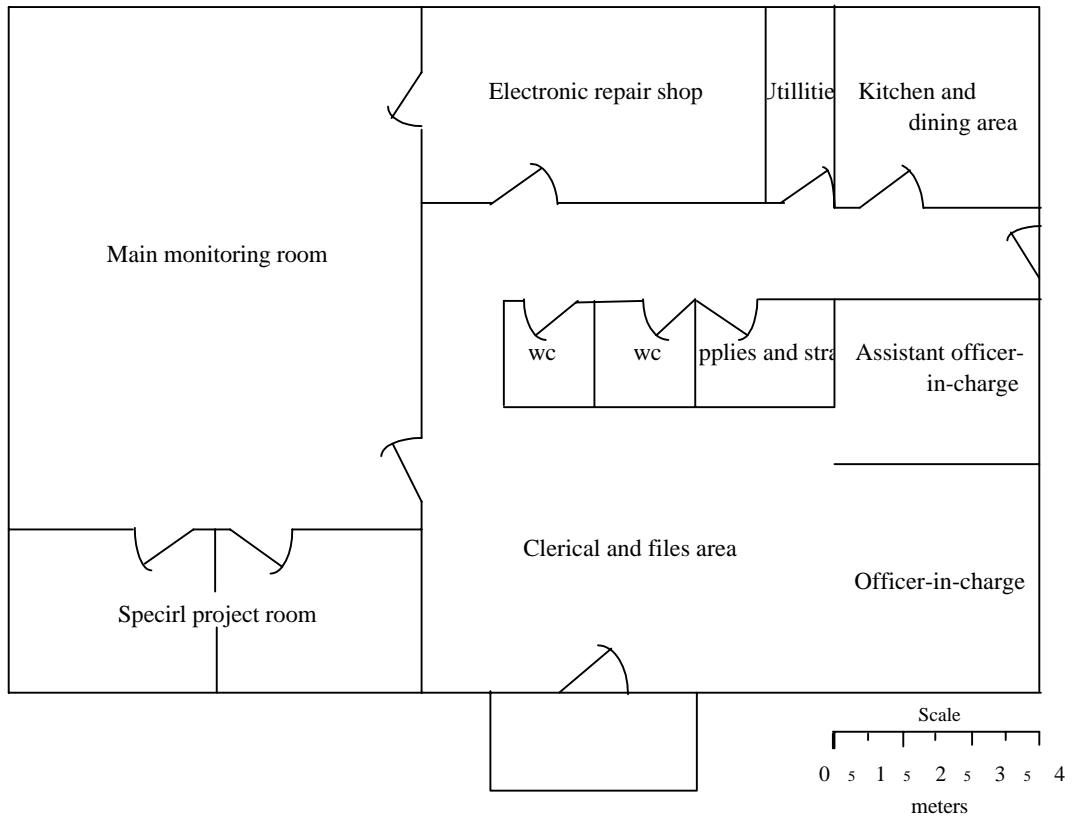 Electronic repair shop
Utillitie
Kitchen and
dining area
Main monitoring room
wc
wc
pplies and stra
Assistant officer-
in-charge
Clerical and files area
Officer-in-charge
Specirl project room
Scale
0 5 1 5 2 5 3 5 4
meters